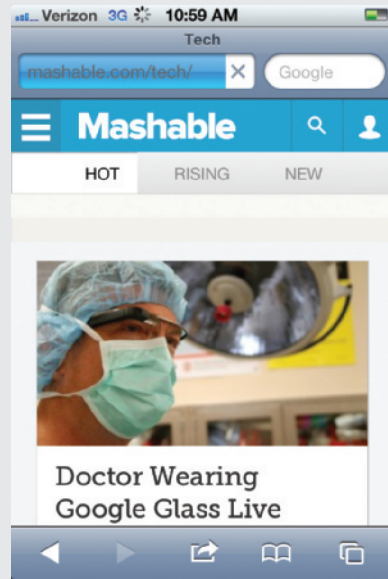 Verizon 3G 10:59 AM
Tech
mashable.com/tech/ Google
Mashable
HOT RISING NEW
Doctor Wearing
Google Glass Live